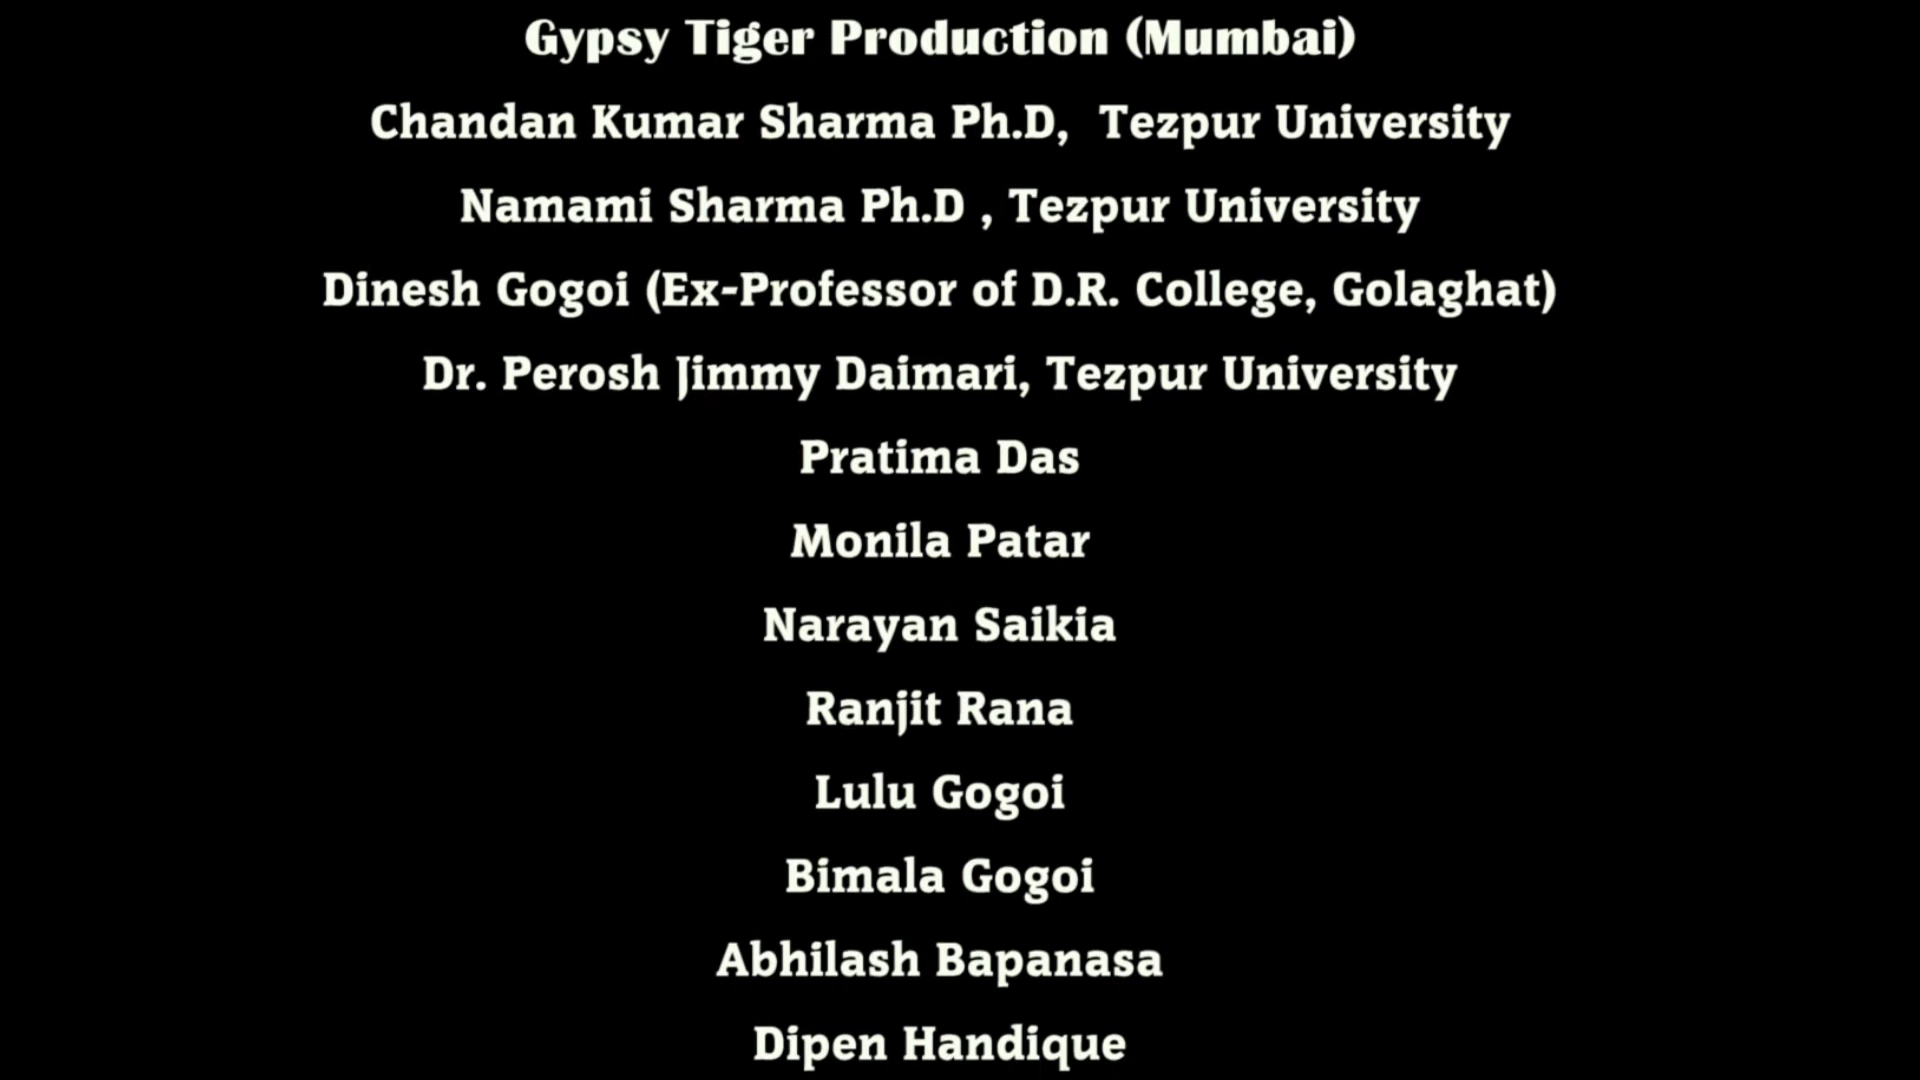 Gypsy Tiger Production (Mumbai)
Chandan Kumar Sharma Ph.D, Tezpur University
Namami Sharma Ph.D , Tezpur University
Dinesh Gogoi (Ex-Professor of D.R. College, Golaghat)
Dr. Perosh Jimmy Daimari, Tezpur University
Pratima Das
Monila Patar
Narayan Saikia
Ranjit Rana
Lulu Gogoi
Bimala Gogoi
Abhilash Bapanasa
Dipen Handique